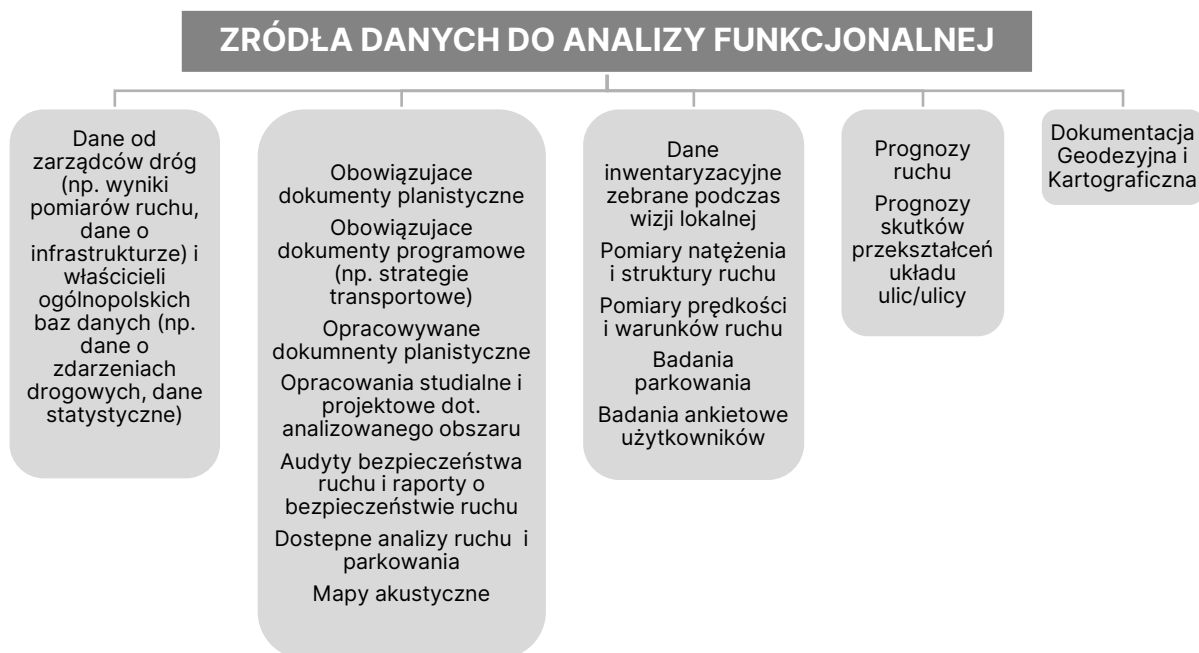 ZRÓDŁA DANYCH DO ANALIZY FUNKCJONALNEJ
Dane od
zarządców dróg
(np. wyniki
pomiarów ruchu,
dane o
infrastrukturze) i
właścicieli
ogólnopolskich
baz danych (np.
dane o
zdarzeniach
drogowych, dane
statystyczne)
Obowiązujace
dokumenty planistyczne
Obowiązujace
dokumenty programowe
(np. strategie
transportowe)
Opracowywane
dokumnenty planistyczne
Opracowania studialne i
projektowe dot.
analizowanego obszaru
Audyty bezpieczeństwa
ruchu i raporty o
bezpieczeństwie ruchu
Dostepne analizy ruchu i
parkowania
Mapy akustyczne
Dane
inwentaryzacyjne
zebrane podczas
wizji lokalnej
Pomiary natężenia
i struktury ruchu
Pomiary prędkości
i warunków ruchu
Badania
parkowania
Badania ankietowe
użytkowników
Prognozy
ruchu
Prognozy
skutków
przekształceń
układu
ulic/ulicy
Dokumentacja
Geodezyjna i
Kartograficzna